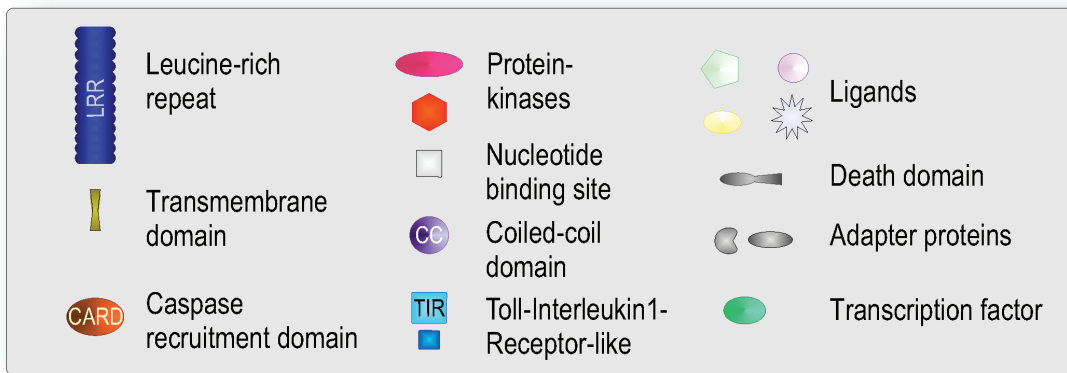 LRR
Leucine-rich
repeat
Transmembrane
domain
CARD
Caspase
recruitment domain
Protein-
kinases
Nucleotide
binding site
CC
Coiled-coil
domain
TIR
Toll-Interleukin1-
Receptor-like
Ligands
Death domain
Adapter proteins
Transcription factor